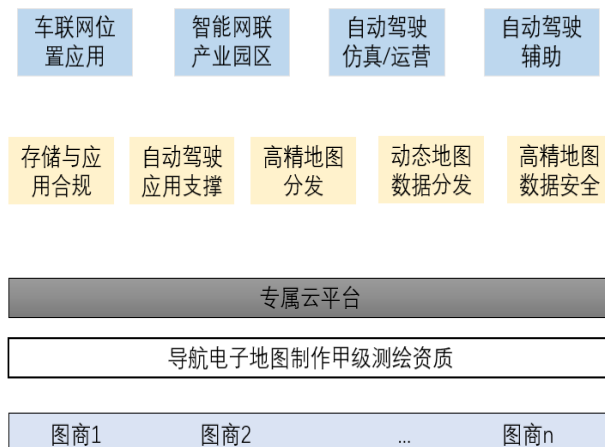 车联网位
置应用
智能网联
产业园区
自动驾驶
仿真/运营
自动驾驶
辅助
存储与应
用合规
自动驾驶
应用支撑
高精地图
分发
动态地图
数据分发
高精地图
数据安全
专属云平台
导航电子地图制作甲级测绘资质
图商1 图商2 ... 图商n